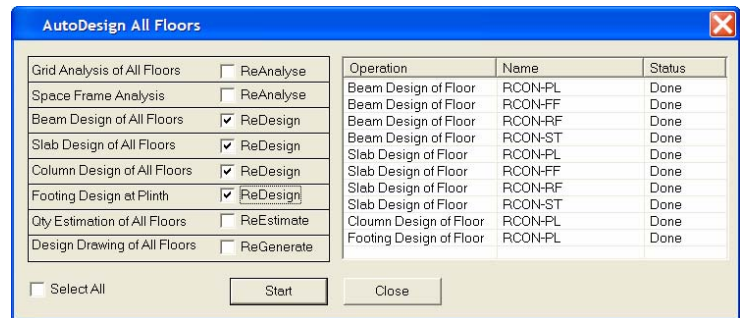 AutoDesign All Floors
Grid Analysis of All Floors ReAnalyse
Space Frame Analysis ReAnalyse
Beam Design of All Floors ReDesign
Slab Design of All Floors ReDesign
Column Design of All Floors ReDesign
Footing Design at Plinth ReDesign
Qty Estimation of All Floors ReEstimate
Design Drawing of All Floors ReGenerate
Operation Name Status
Beam Design of Floor RCON-PL Done
Beam Design of Floor RCON-FF Done
Beam Design of Floor RCON-RF Done
Beam Design of Floor RCON-ST Done
Slab Design of Floor RCON-PL Done
Slab Design of Floor RCON-FF Done
Slab Design of Floor RCON-RF Done
Slab Design of Floor RCON-ST Done
Cloumn Design of Floor RCON-PL Done
Footing Design of Floor RCON-PL Done
Select All Start Close